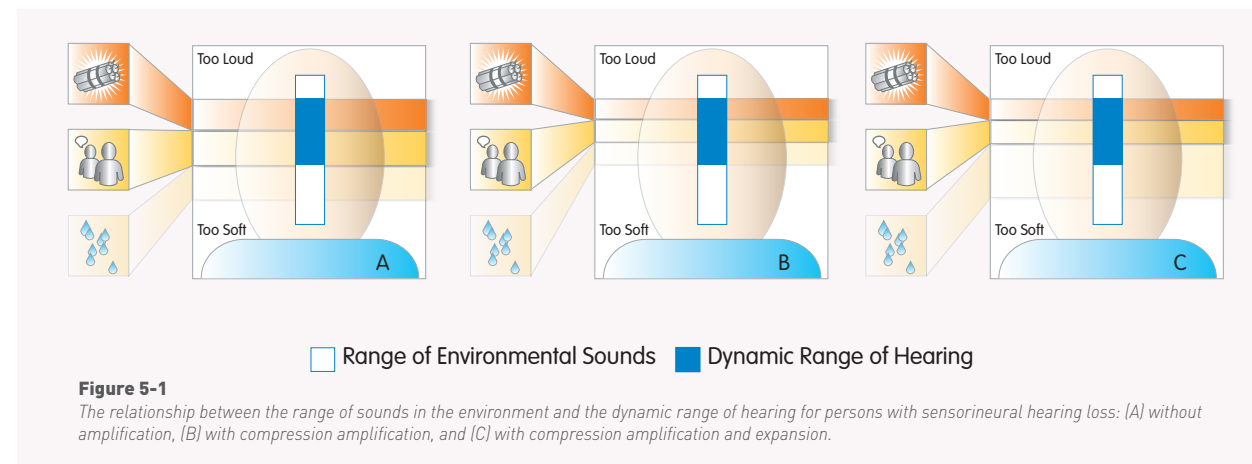 Too Loud
Too Soft
A
Too Loud
Too Soft
B
Too Loud
Too Soft
C
Range of Environmental Sounds
Dynamic Range of Hearing
Figure 5-1
The relationship between the range of sounds in the environment and the dynamic range of hearing for persons with sensorineural hearing loss: (A) without
amplification, (B) with compression amplification, and (C) with compression amplification and expansion.